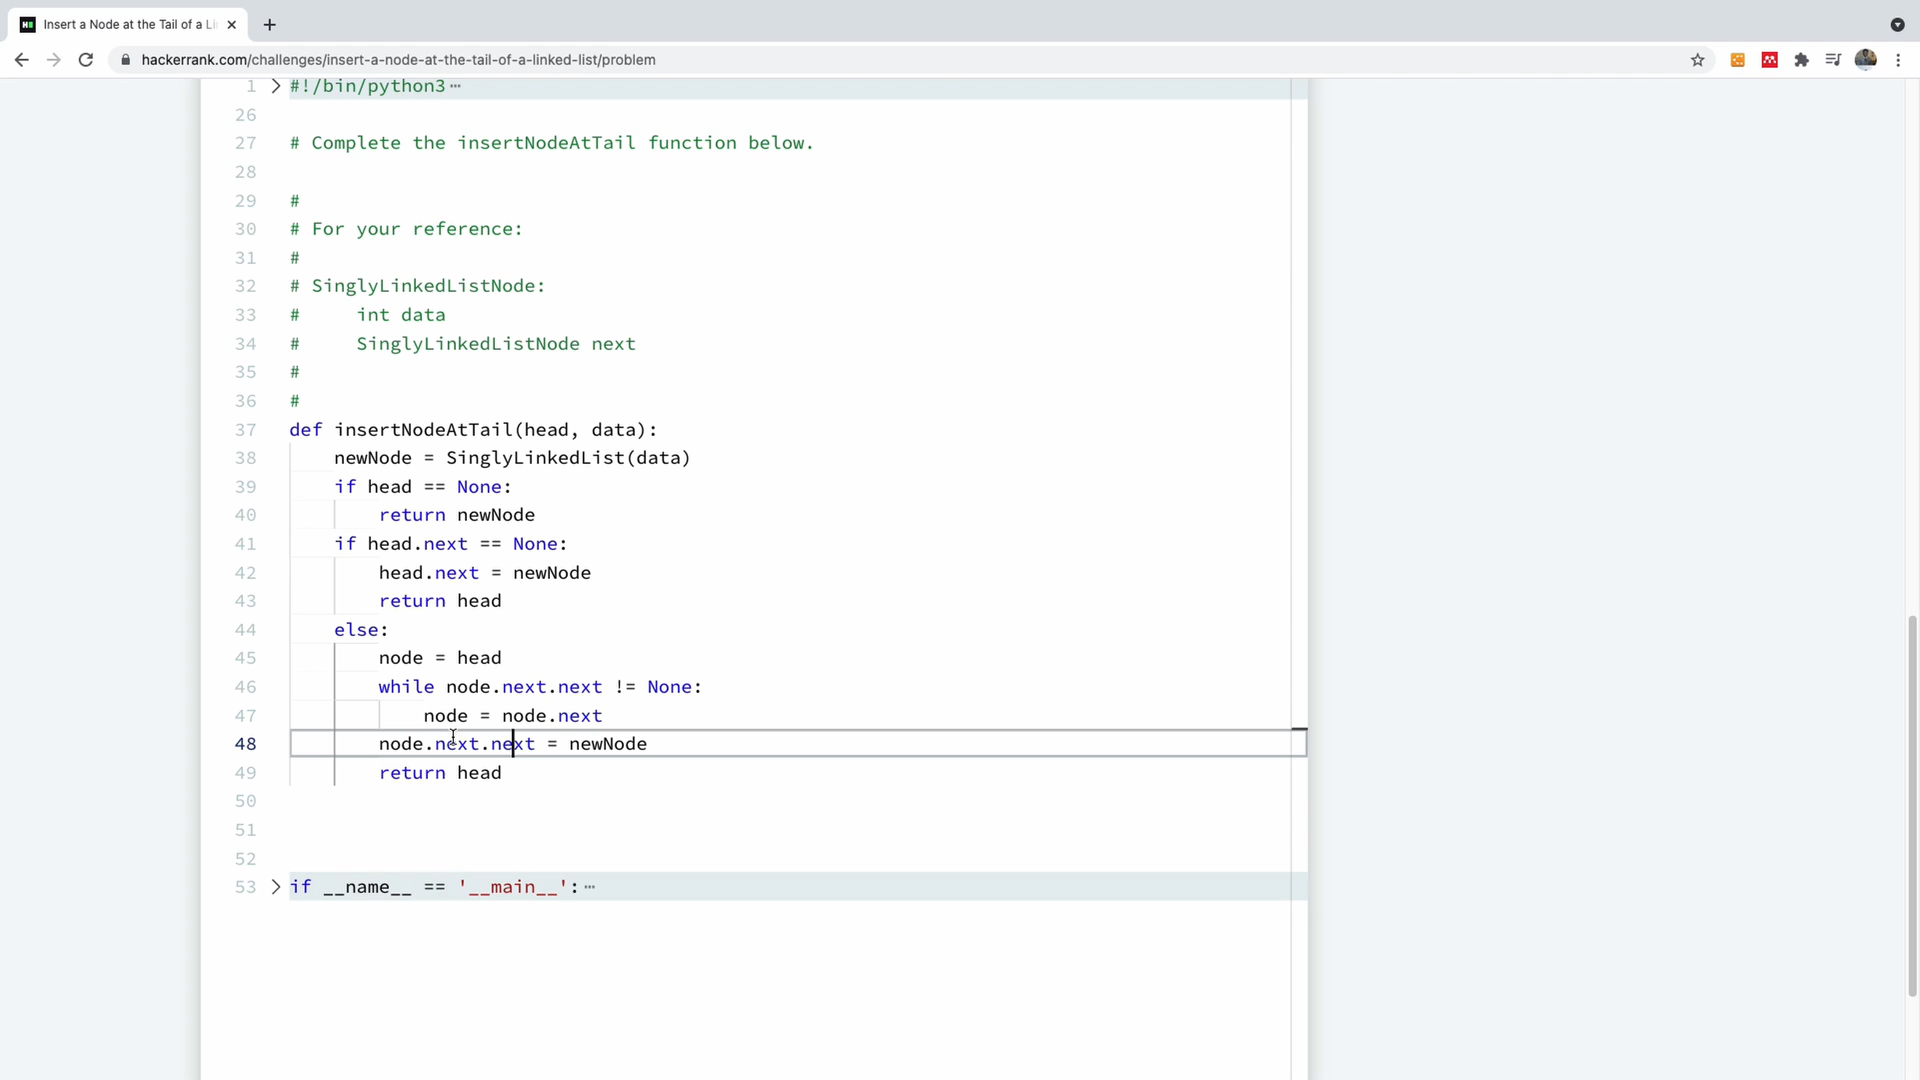 Insert a Node at the Tail of a Li
hackerrank.com/challenges/insert-a-node-at-the-tail-of-a-linked-list/problem
1 #!/bin/python3
26
27 # Complete the insertNodeAtTail function below.
28
29 #
30 # For your reference:
31 #
32 # SinglyLinkedListNode:
33 #     int data
34 #     SinglyLinkedListNode next
35 #
36 #
37 def insertNodeAtTail(head, data):
38     newNode = SinglyLinkedList(data)
39     if head == None:
40         return newNode
41     if head.next == None:
42         head.next = newNode
43         return head
44     else:
45         node = head
46         while node.next.next != None:
47             node = node.next
48         node.next.next = newNode
49         return head
50
51
52
53 if __name__ == '__main__':